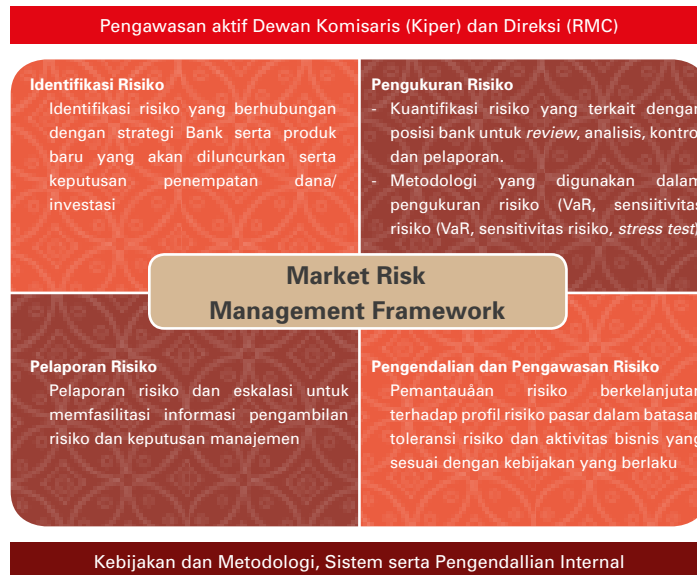 Pengawasan aktif Dewan Komisaris (Kiper) dan Direksi (RMC)
Identifikasi Risiko
Identifikasi risiko yang berhubungan
dengan strategi Bank serta produk
baru yang akan diluncurkan serta
keputusan penempatan dana/
investasi
Pengukuran Risiko
- Kuantifikasi risiko yang terkait dengan
posisi bank untuk review, analisis, kontrol
dan pelaporan.
- Metodologi yang digunakan dalam
pengukuran risiko (VaR, sensiitivitas
risiko (VaR, sensitivitas risiko, stress test)
Market Risk
Management Framework
Pelaporan Risiko
Pelaporan risiko dan eskalasi untuk
memfasilitasi informasi pengambilan
risiko dan keputusan manajemen
Pengendalian dan Pengawasan Risiko
Pemantauåan risiko berkelanjutan
terhadap profil risiko pasar dalam batasan
toleransi risiko dan aktivitas bisnis yang
sesuai dengan kebijakan yang berlaku
Kebijakan dan Metodologi, Sistem serta Pengendallian Internal